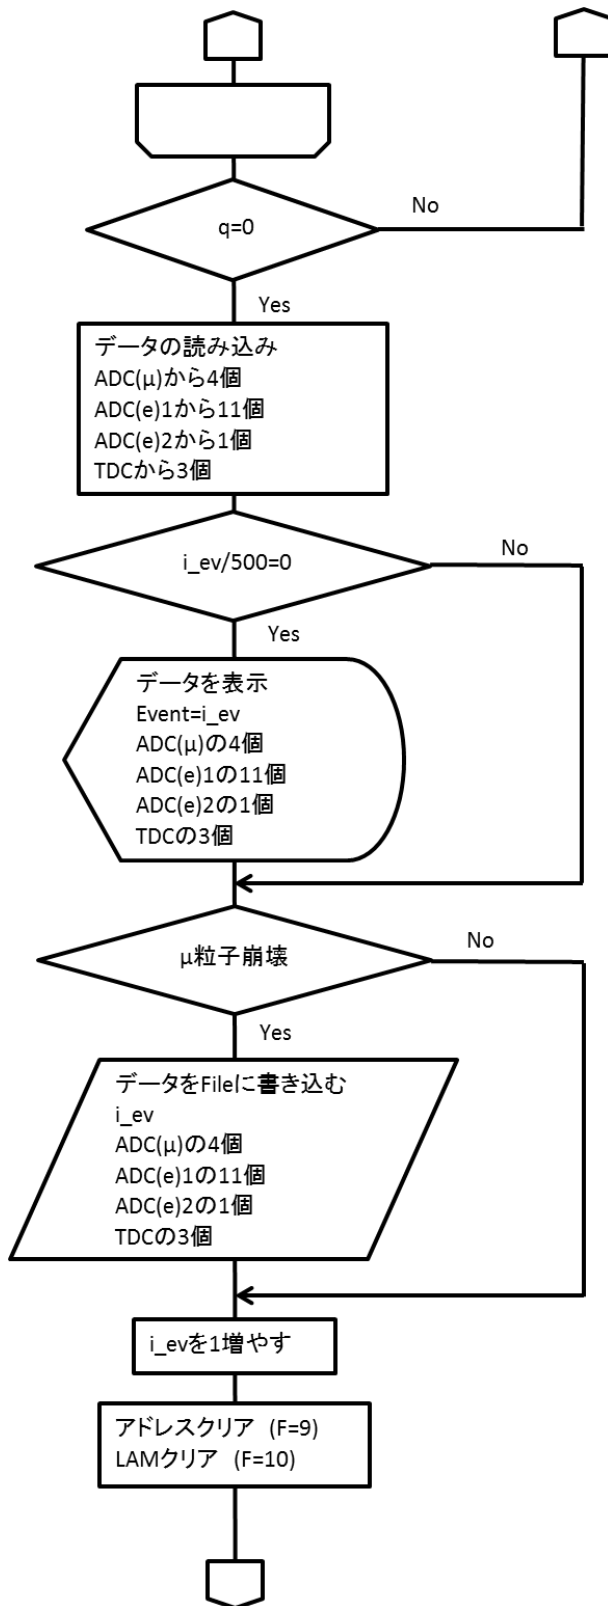 q=0
No
Yes
データの読み込み
ADC(μ)から4個
ADC(e)1から11個
ADC(e)2から1個
TDCから3個
i_ev/500=0
No
Yes
データを表示
Event=i_ev
ADC(μ)の4個
ADC(e)1の11個
ADC(e)2の1個
TDCの3個
μ粒子崩壊
No
Yes
データをFileに書き込む
i_ev
ADC(μ)の4個
ADC(e)1の11個
ADC(e)2の1個
TDCの3個
i_evを1増やす
アドレスクリア (F=9)
LAMクリア (F=10)